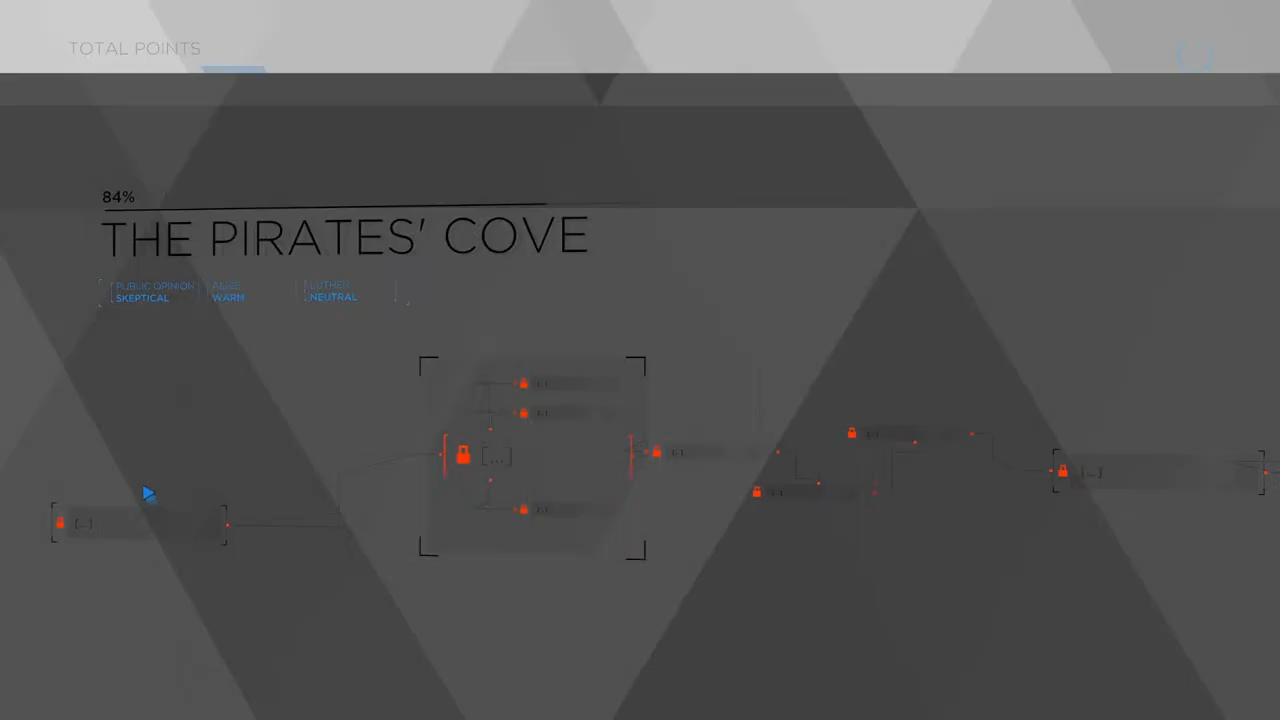 TOTAL POINTS
84%
THE PIRATES' COVE
PUBLIC OPINION ALICE LUTHER
SKEPTICAL WARM NEUTRAL
[...]
[...]
[...]